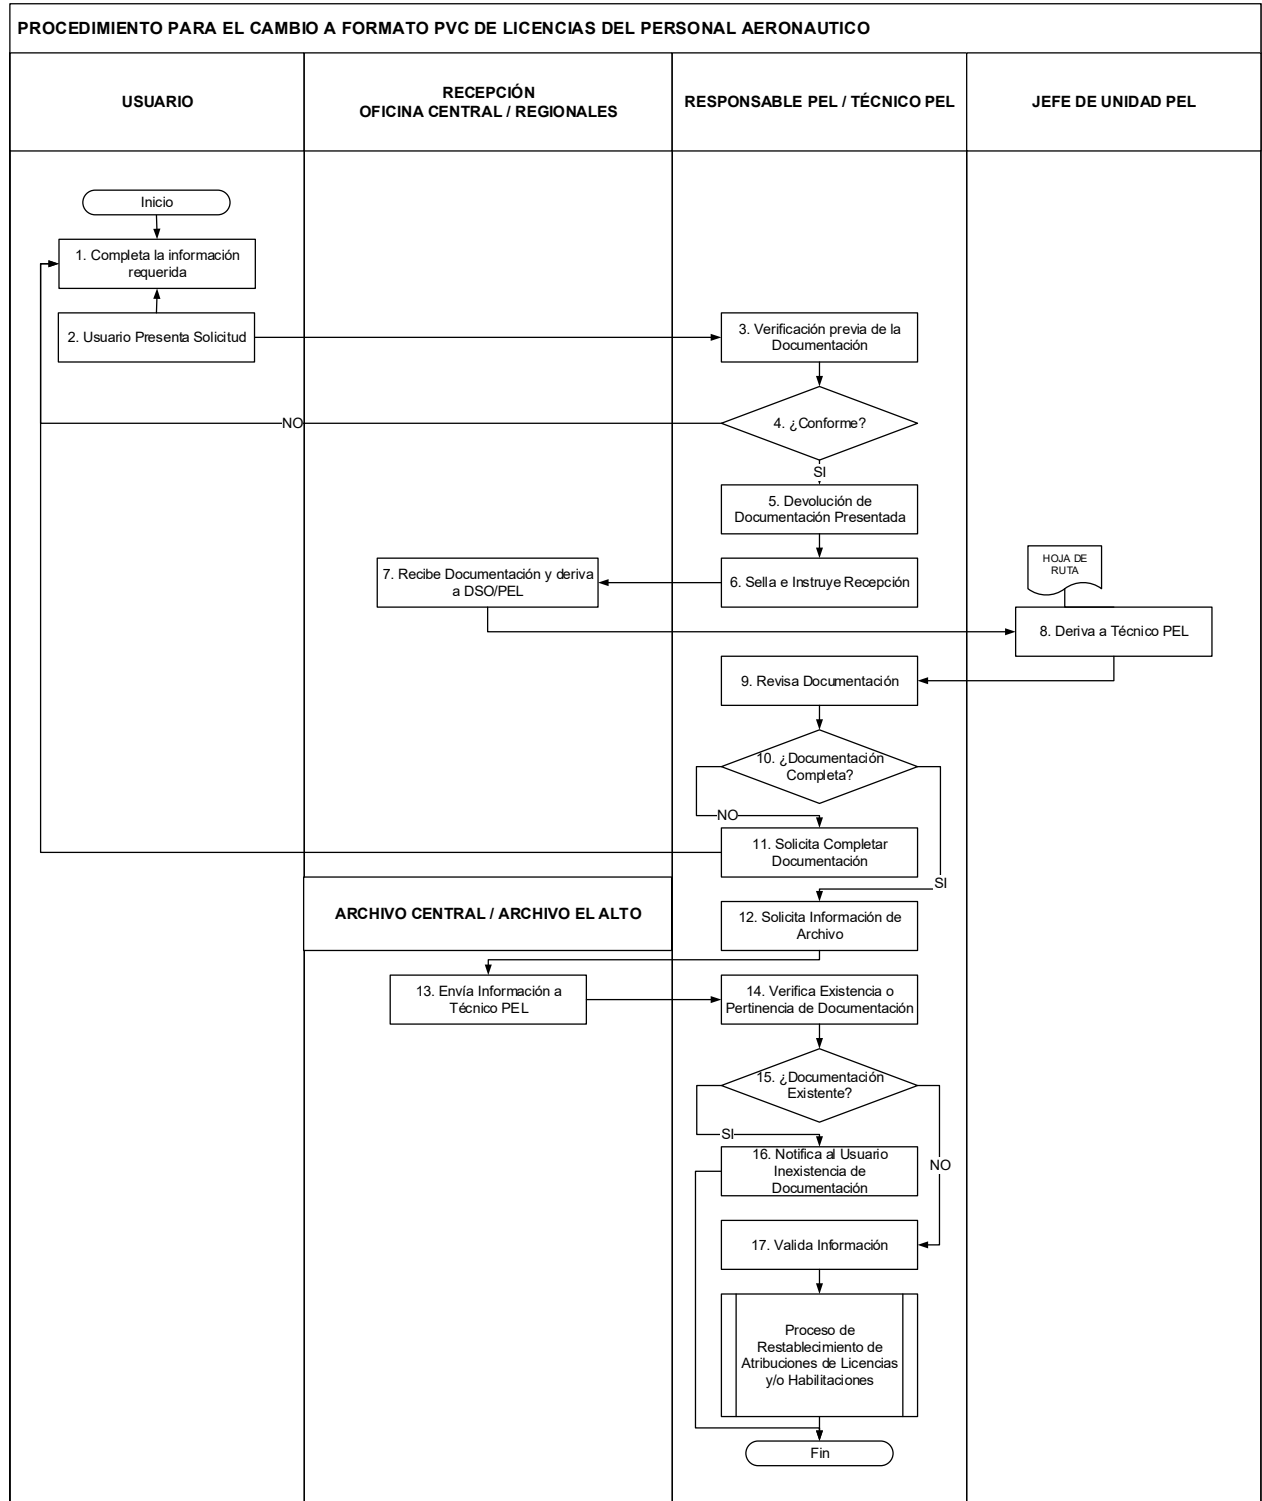 PROCEDIMIENTO PARA EL CAMBIO A FORMATO PVC DE LICENCIAS DEL PERSONAL AERONAUTICO
USUARIO
RECEPCIÓN
OFICINA CENTRAL / REGIONALES
RESPONSABLE PEL / TÉCNICO PEL
JEFE DE UNIDAD PEL
Inicio
1. Completa la información
requerida
2. Usuario Presenta Solicitud
3. Verificación previa de la
Documentación
4. ¿Conforme?
NO
SI
5. Devolución de
Documentación Presentada
6. Sella e Instruye Recepción
7. Recibe Documentación y deriva
a DSO/PEL
HOJA DE
RUTA
8. Deriva a Técnico PEL
9. Revisa Documentación
10. ¿Documentación
Completa?
NO
11. Solicita Completar
Documentación
SI
ARCHIVO CENTRAL / ARCHIVO EL ALTO
12. Solicita Información de
Archivo
13. Envía Información a
Técnico PEL
14. Verifica Existencia o
Pertinencia de Documentación
15. ¿Documentación
Existente?
SI
16. Notifica al Usuario
Inexistencia de
Documentación
NO
17. Valida Información
Proceso de
Restablecimiento de
Atribuciones de Licencias
y/o Habilitaciones
Fin